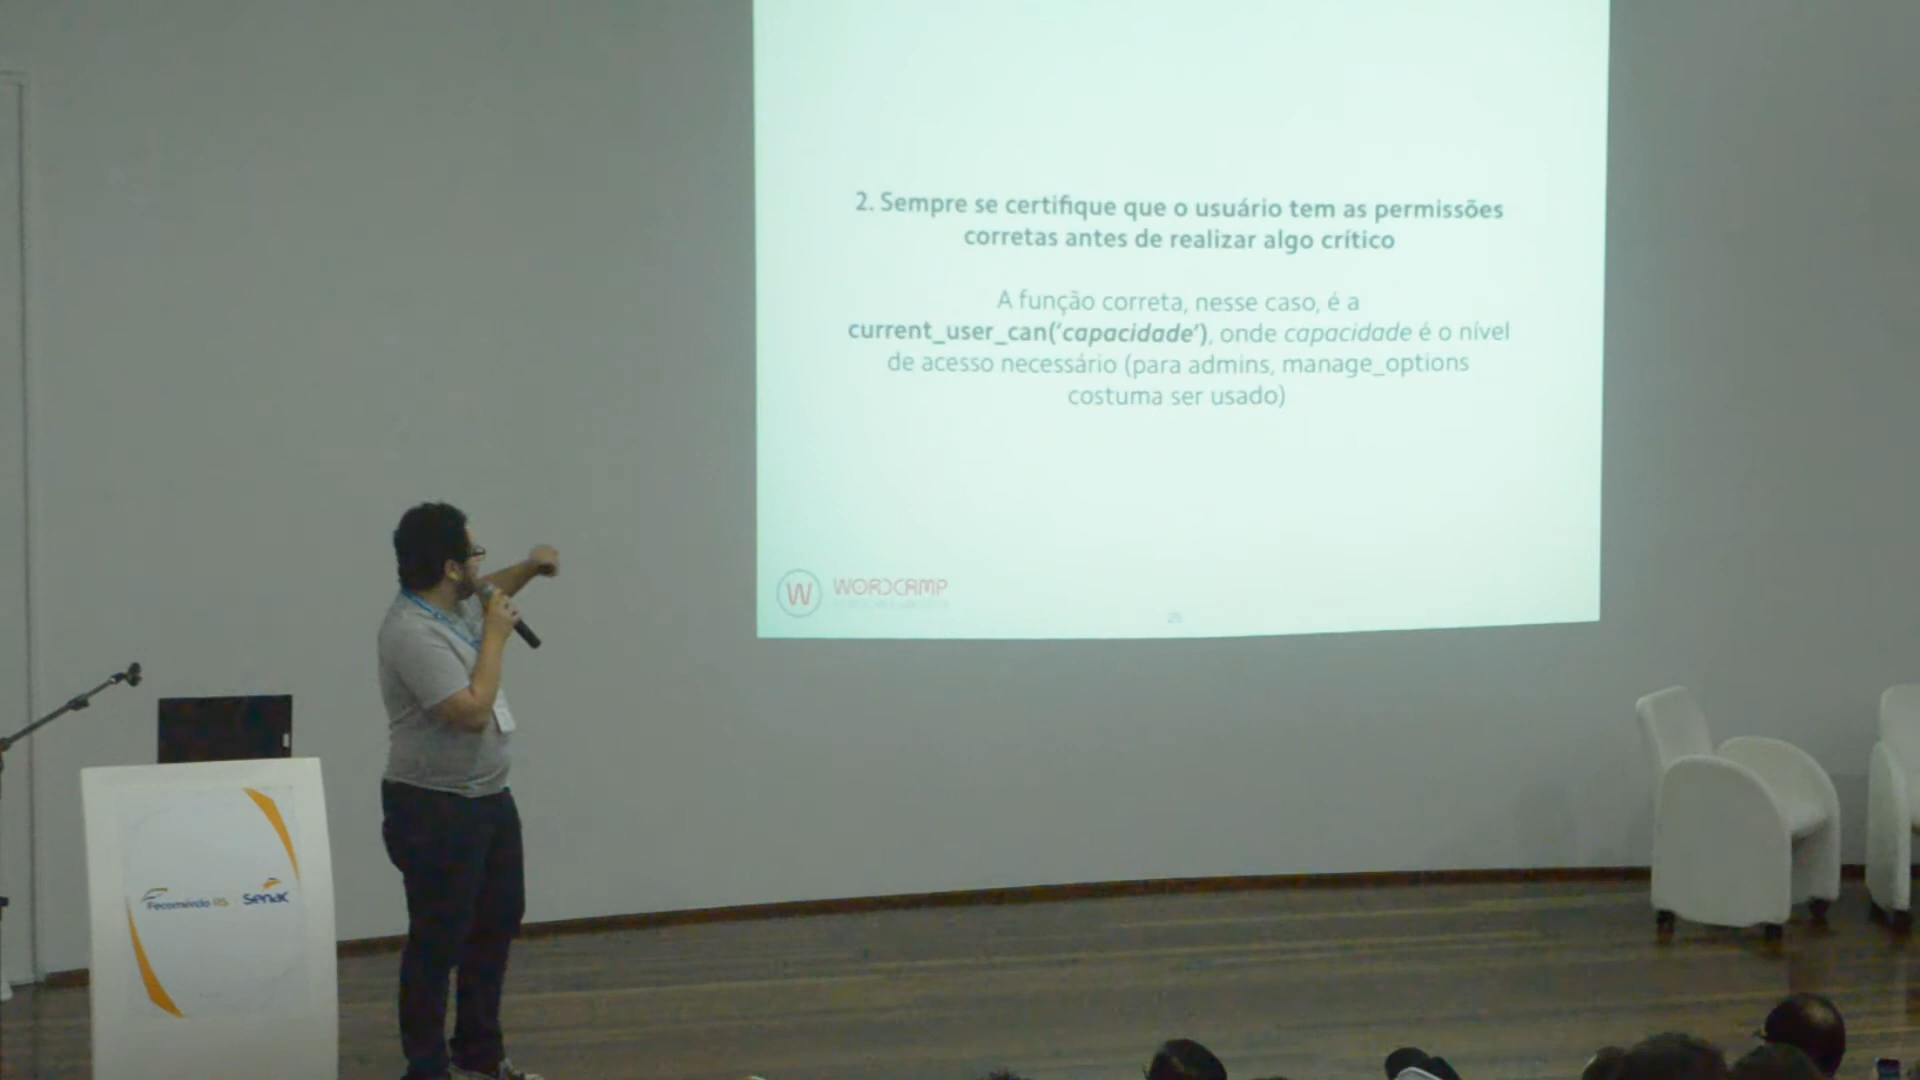 2. Sempre se certifique que o usuário tem as permissões
corretas antes de realizar algo crítico
A função correta, nesse caso, é a
current_user_can('capacidade'), onde capacidade é o nível
de acesso necessário (para admins, manage_options
costuma ser usado)
W WORDCAMP
Fecomércio RS Senac